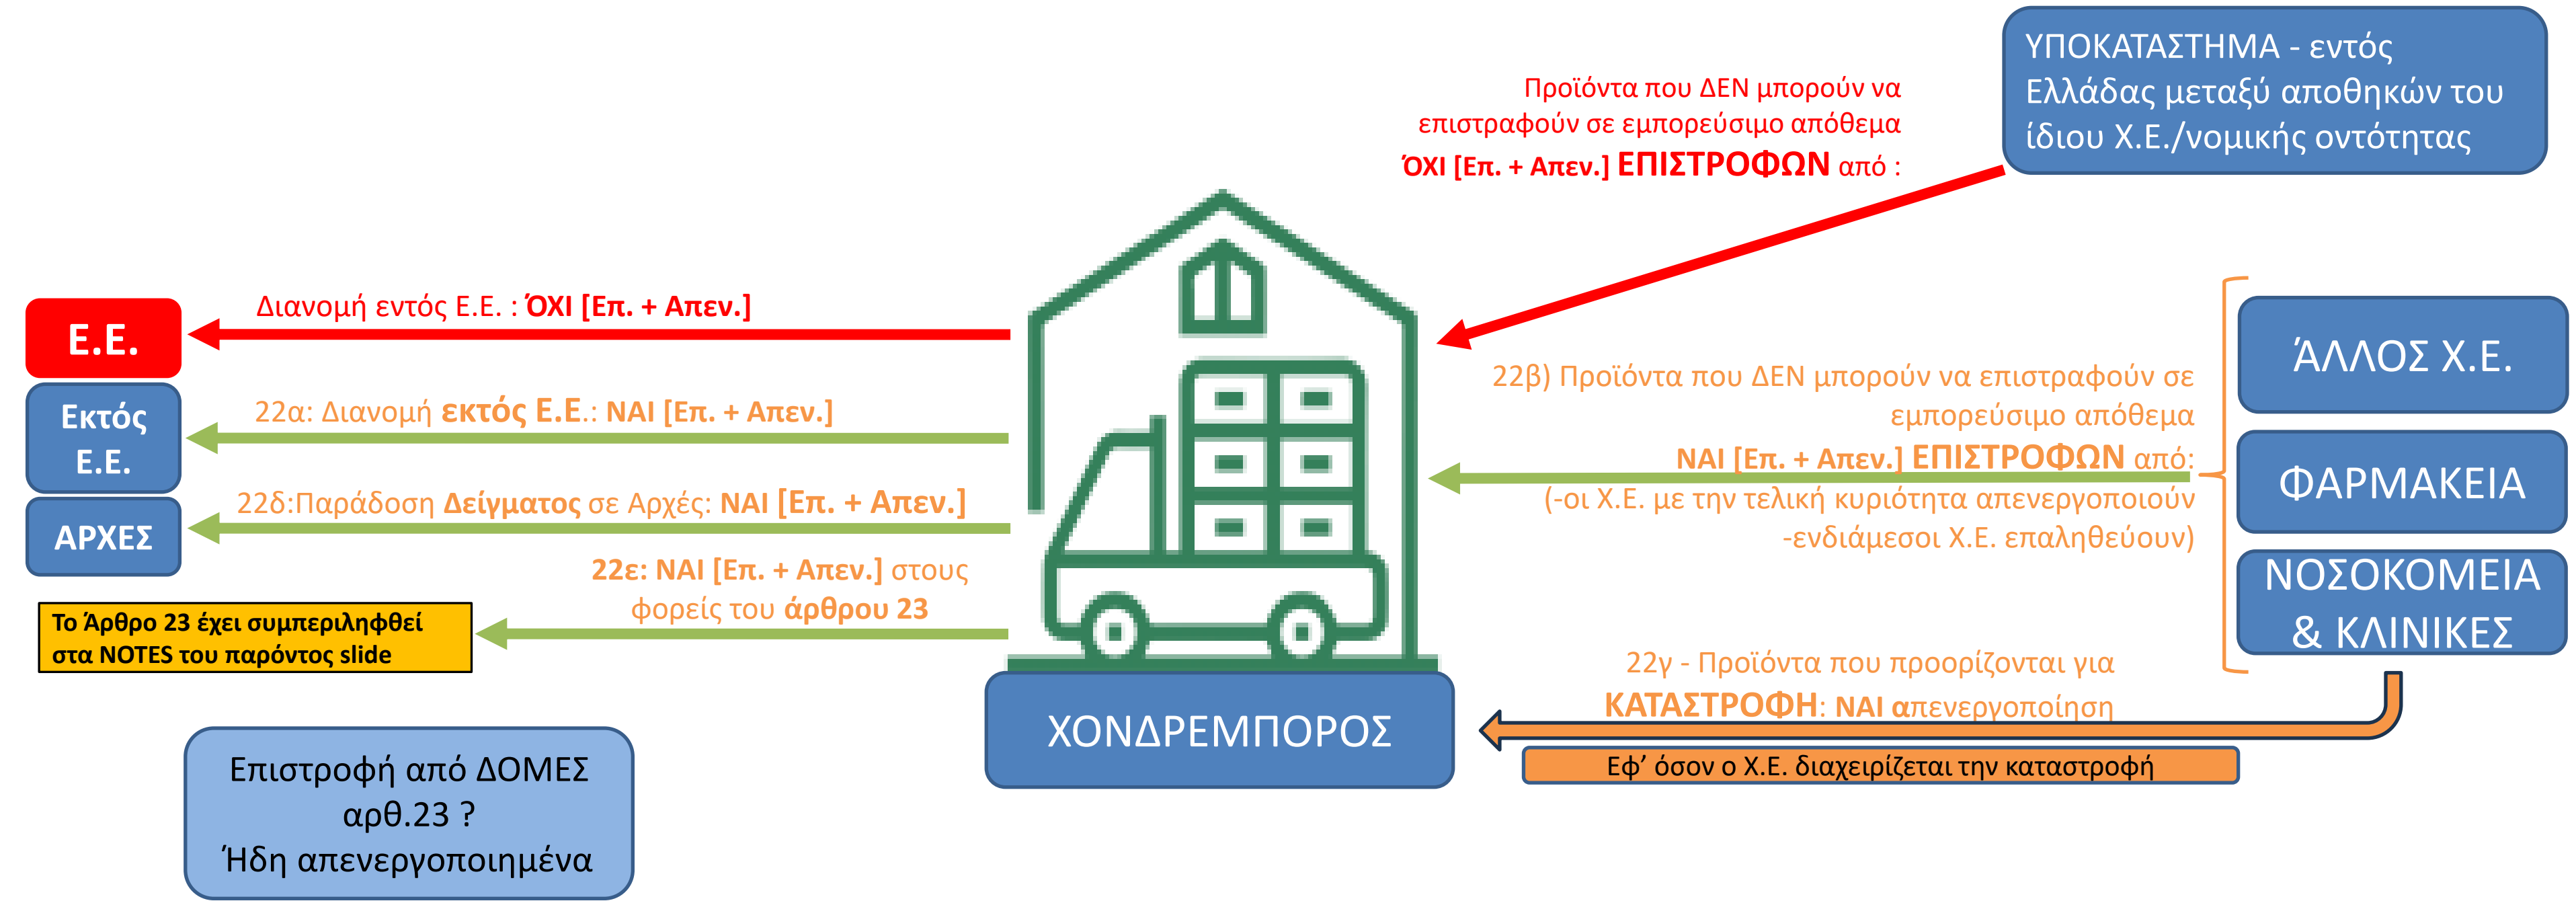 ΥΠΟΚΑΤΑΣΤΗΜΑ - εντός
Ελλάδας μεταξύ αποθηκών του
ίδιου Χ.Ε./νομικής οντότητας
Προϊόντα που ΔΕΝ μπορούν να
επιστραφούν σε εμπορεύσιμο απόθεμα
ΌΧΙ [Επ. + Απεν.] ΕΠΙΣΤΡΟΦΩΝ από :
Ε.Ε.
Διανομή εντός Ε.Ε. : ΌΧΙ [Επ. + Απεν.]
Εκτός
Ε.Ε.
22α: Διανομή εκτός Ε.Ε.: ΝΑΙ [Επ. + Απεν.]
ΑΡΧΕΣ
22δ:Παράδοση Δείγματος σε Αρχές: ΝΑΙ [Επ. + Απεν.]
22ε: ΝΑΙ [Επ. + Απεν.] στους
φορείς του άρθρου 23
Το Άρθρο 23 έχει συμπεριληφθεί
στα NOTES του παρόντος slide
22β) Προϊόντα που ΔΕΝ μπορούν να επιστραφούν σε
εμπορεύσιμο απόθεμα
ΝΑΙ [Επ. + Απεν.] ΕΠΙΣΤΡΟΦΩΝ από:
(-οι Χ.Ε. με την τελική κυριότητα απενεργοποιούν
-ενδιάμεσοι Χ.Ε. επαληθεύουν)
ΆΛΛΟΣ Χ.Ε.
ΦΑΡΜΑΚΕΙΑ
ΝΟΣΟΚΟΜΕΙΑ
& ΚΛΙΝΙΚΕΣ
22γ - Προϊόντα που προορίζονται για
ΚΑΤΑΣΤΡΟΦΗ: ΝΑΙ απενεργοποίηση
Εφ’ όσον ο Χ.Ε. διαχειρίζεται την καταστροφή
ΧΟΝΔΡΕΜΠΟΡΟΣ
Επιστροφή από ΔΟΜΕΣ
αρθ.23 ?
Ήδη απενεργοποιημένα